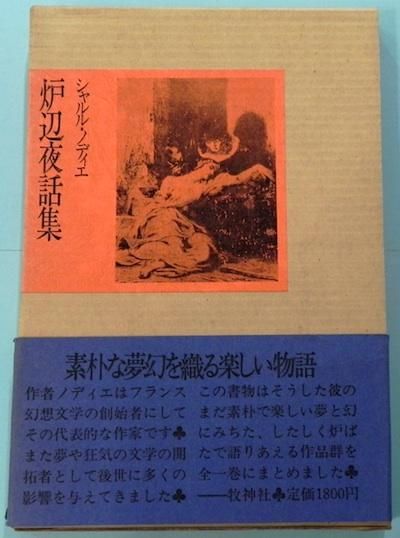 シャルル・ノディエ
炉辺夜話集
素朴な夢幻を織る楽しい物語
作者ノディエはフランス
幻想文学の創始者にして
その代表的な作家です♣
また夢や狂気の文学の開
拓者として後世に多くの
影響を与えてきました♣
この書物はそうした彼の
まだ素朴で楽しい夢と幻
にみちた、したしく炉ば
たで語りあえる作品群を
全一巻にまとめました♣
――牧神社♣定価1800円